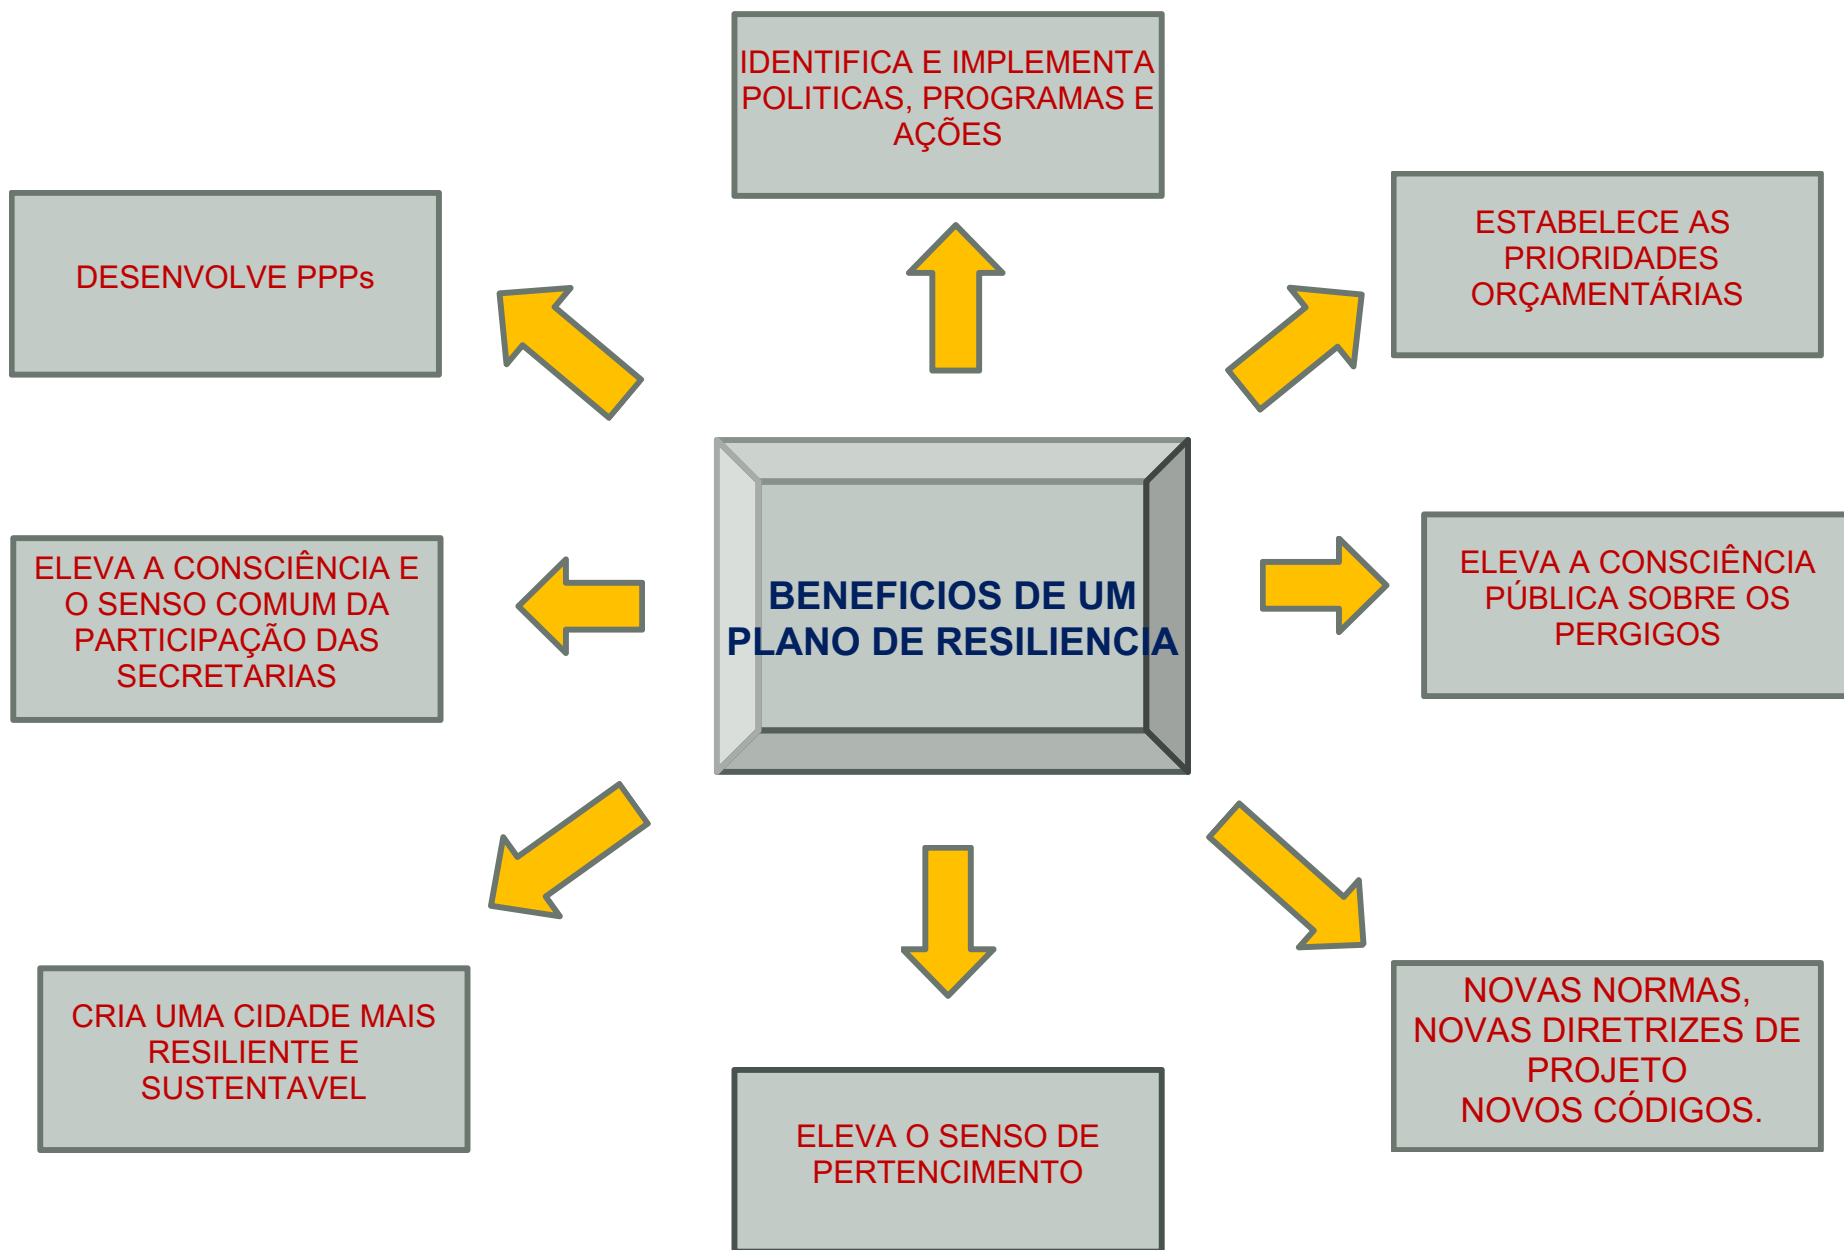 IDENTIFICA E IMPLEMENTA
POLITICAS, PROGRAMAS E
AÇÕES
DESENVOLVE PPPs
ESTABELECE AS
PRIORIDADES
ORÇAMENTÁRIAS
ELEVA A CONSCIÊNCIA E
O SENSO COMUM DA
PARTICIPAÇÃO DAS
SECRETARIAS
BENEFICIOS DE UM
PLANO DE RESILIENCIA
ELEVA A CONSCIÊNCIA
PÚBLICA SOBRE OS
PERGIGOS
CRIA UMA CIDADE MAIS
RESILIENTE E
SUSTENTAVEL
ELEVA O SENSO DE
PERTENCIMENTO
NOVAS NORMAS,
NOVAS DIRETRIZES DE
PROJETO
NOVOS CÓDIGOS.